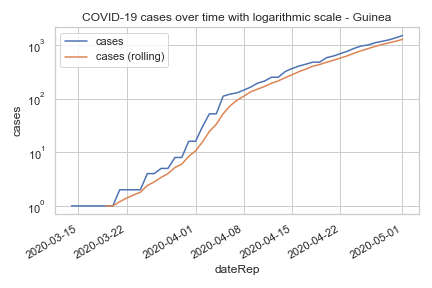 COVID-19 cases over time with logarithmic scale - Guinea
cases
cases (rolling)
10³
10²
10¹
10⁰
cases
2020-03-15
2020-03-22
2020-04-01
2020-04-08
2020-04-15
2020-04-22
2020-05-01
dateRep